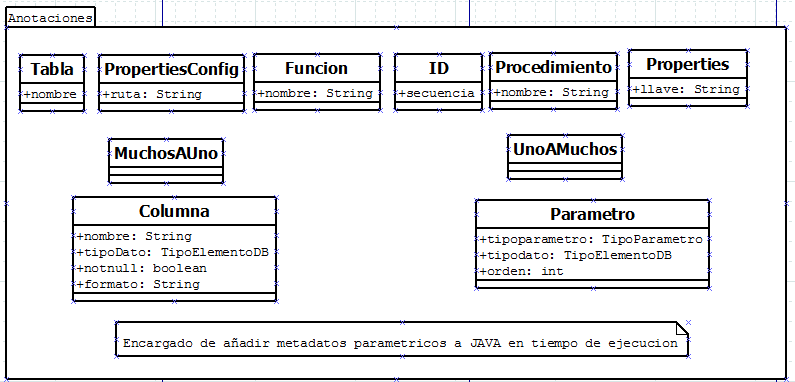 Anotaciones
Tabla
+nombre
PropertiesConfig
+ruta: String
Funcion
+nombre: String
ID
+secuencia
Procedimiento
+nombre: String
Properties
+llave: String
MuchosAUno
UnoAMuchos
Columna
+nombre: String
+tipoDato: TipoElementoDB
+notnull: boolean
+formato: String
Parametro
+tipoparametro: TipoParametro
+tipodato: TipoElementoDB
+orden: int
Encargado de añadir metadatos parametricos a JAVA en tiempo de ejecucion